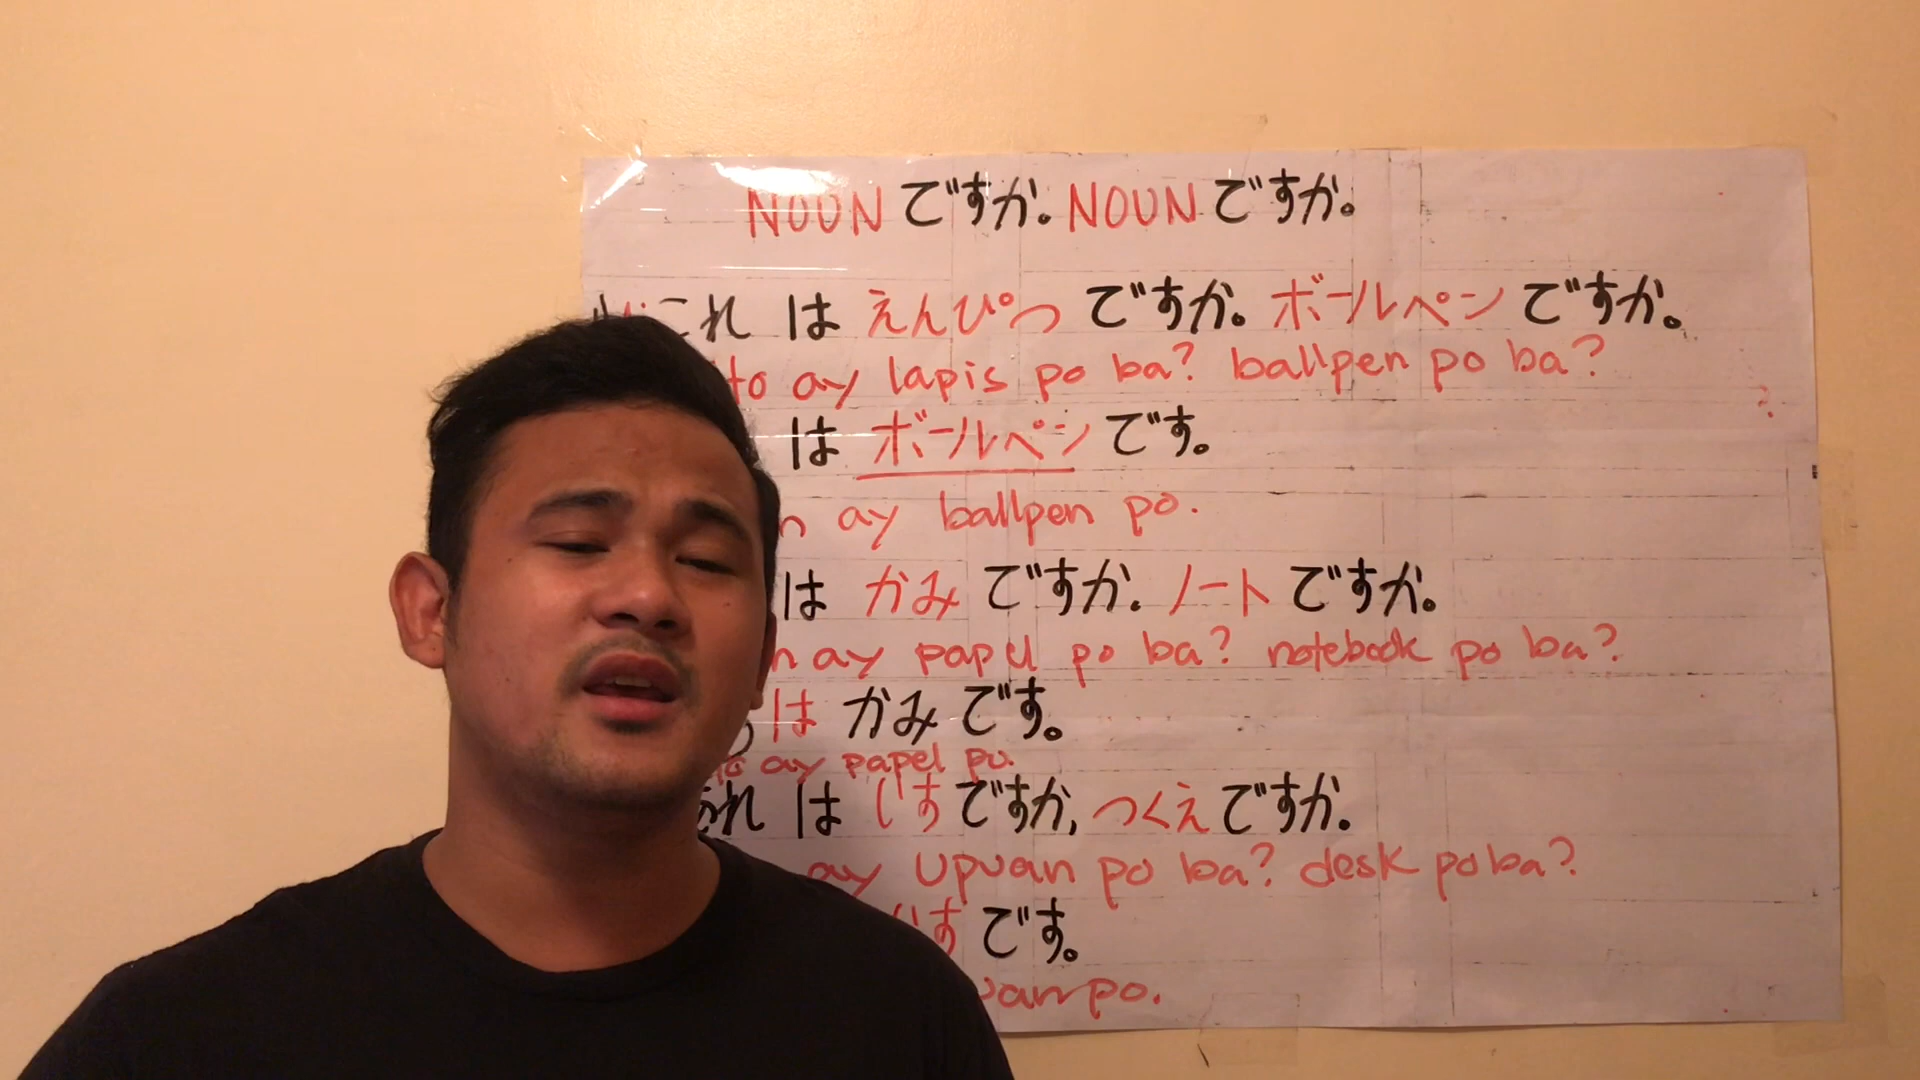 NOUN ですか。NOUN ですか。
これ は えんぴつ ですか。ボールペン ですか。
to ay lapis po ba? ballpen po ba?
は ボールペン です。
ay ballpen po.
は かみ ですか。ノート ですか。
ay papel po ba? notebook po ba?
は かみ です。
ay papel po.
あれ は いす ですか, つくえ ですか.
ay upuan po ba? desk po ba?
いす です。
po.